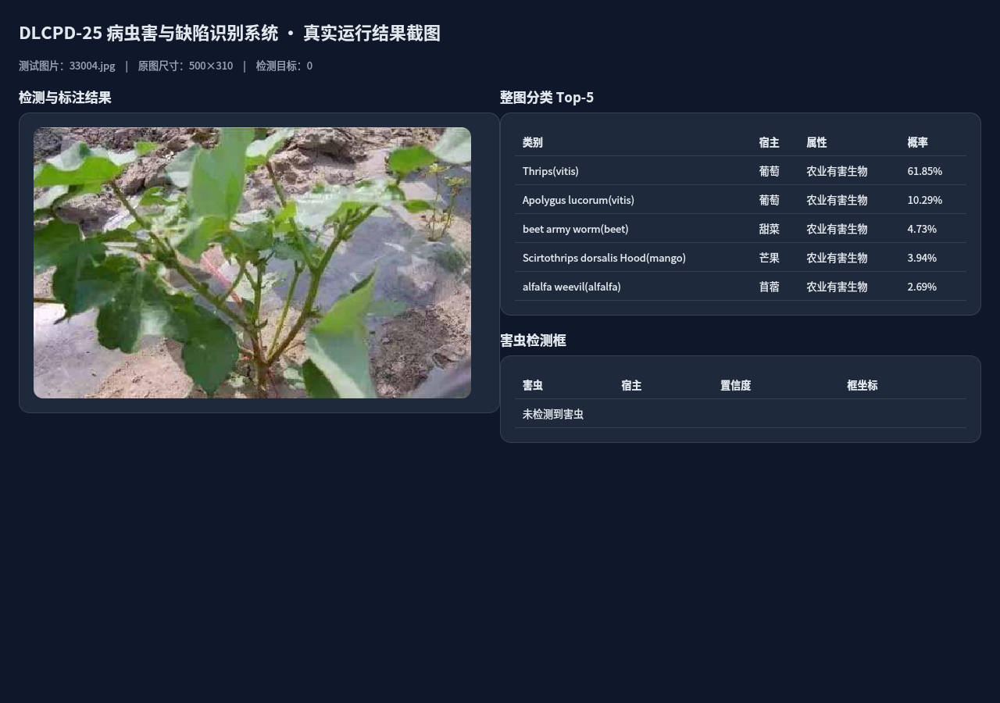 DLCPD-25 病虫害与缺陷识别系统 · 真实运行结果截图
测试图片：33004.jpg | 原图尺寸：500×310 | 检测目标：0
检测与标注结果
整图分类 Top-5
类别 宿主 属性 概率
Thrips(vitis) 葡萄 农业有害生物 61.85%
Apolygus lucorum(vitis) 葡萄 农业有害生物 10.29%
beet army worm(beet) 甜菜 农业有害生物 4.73%
Scirtothrips dorsalis Hood(mango) 芒果 农业有害生物 3.94%
alfalfa weevil(alfalfa) 苜蓿 农业有害生物 2.69%
害虫检测框
害虫 宿主 置信度 框坐标
未检测到害虫